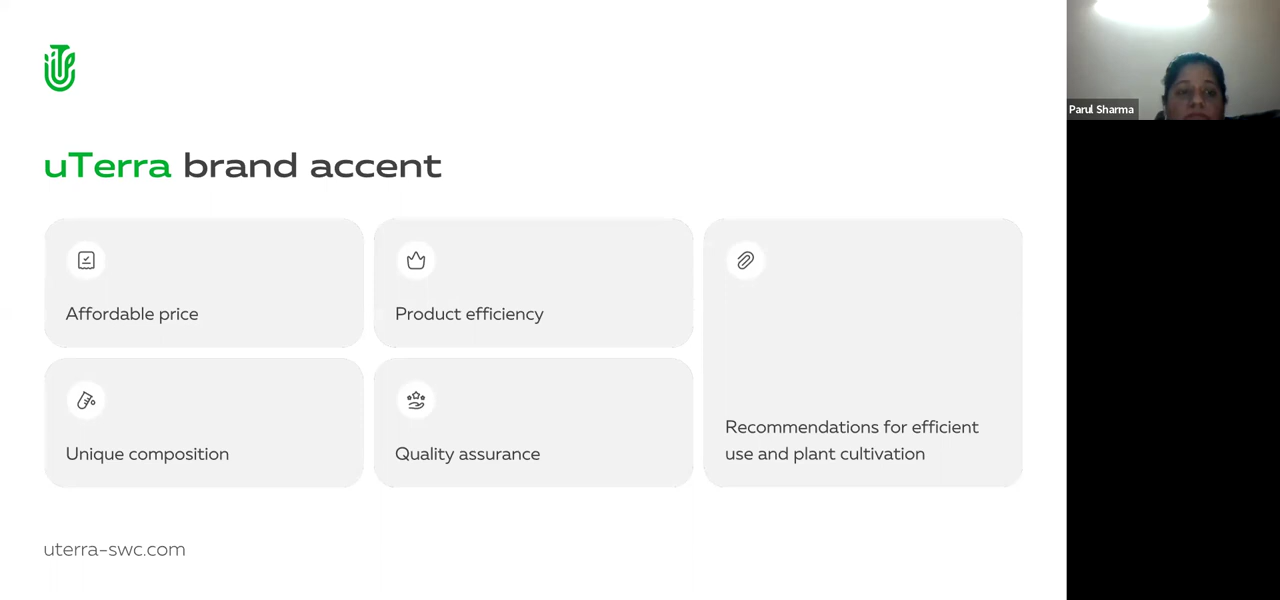 uTerra brand accent
Affordable price
Product efficiency
Unique composition
Quality assurance
Recommendations for efficient
use and plant cultivation
uterra-swc.com
Parul Sharma